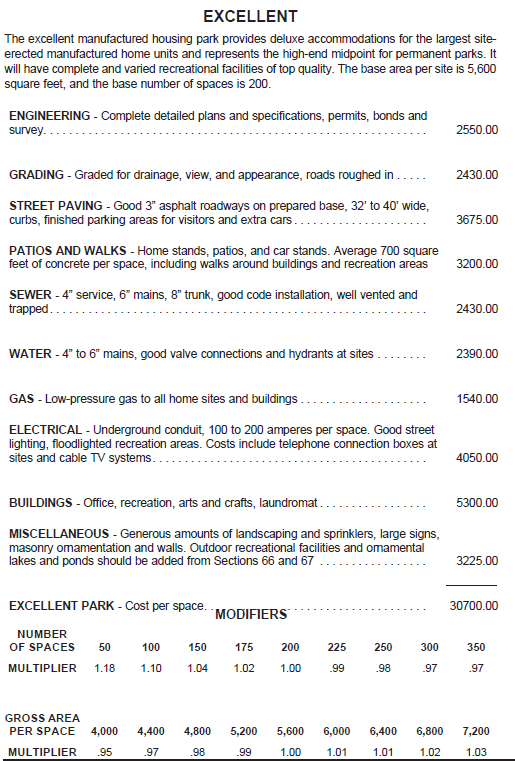 EXCELLENT
The excellent manufactured housing park provides deluxe accommodations for the largest site-
erected manufactured home units and represents the high-end midpoint for permanent parks. It
will have complete and varied recreational facilities of top quality. The base area per site is 5,600
square feet, and the base number of spaces is 200.
ENGINEERING - Complete detailed plans and specifications, permits, bonds and
survey. . . . . . . . . . . . . . . . . . . . . . . . . . . . . . . . . . . . . . . . . . . . . . . . . . . . . . . . . . . . . . . . 2550.00
GRADING - Graded for drainage, view, and appearance, roads roughed in . . . . . 2430.00
STREET PAVING - Good 3” asphalt roadways on prepared base, 32’ to 40’ wide,
curbs, finished parking areas for visitors and extra cars . . . . . . . . . . . . . . . . . . . . . . 3675.00
PATIOS AND WALKS - Home stands, patios, and car stands. Average 700 square
feet of concrete per space, including walks around buildings and recreation areas 3200.00
SEWER - 4” service, 6” mains, 8” trunk, good code installation, well vented and
trapped. . . . . . . . . . . . . . . . . . . . . . . . . . . . . . . . . . . . . . . . . . . . . . . . . . . . . . . . . . . . . . . 2430.00
WATER - 4” to 6” mains, good valve connections and hydrants at sites . . . . . . . . 2390.00
GAS - Low-pressure gas to all home sites and buildings . . . . . . . . . . . . . . . . . . . . . 1540.00
ELECTRICAL - Underground conduit, 100 to 200 amperes per space. Good street
lighting, floodlighted recreation areas. Costs include telephone connection boxes at
sites and cable TV systems. . . . . . . . . . . . . . . . . . . . . . . . . . . . . . . . . . . . . . . . . . . . . . 4050.00
BUILDINGS - Office, recreation, arts and crafts, laundromat . . . . . . . . . . . . . . . . . . 5300.00
MISCELLANEOUS - Generous amounts of landscaping and sprinklers, large signs,
masonry ornamentation and walls. Outdoor recreational facilities and ornamental
lakes and ponds should be added from Sections 66 and 67 . . . . . . . . . . . . . . . . . . 3225.00
EXCELLENT PARK - Cost per space. . . . . . . . . . . . . . . . . . . . . . . . . . 30700.00
MODIFIERS
NUMBER
OF SPACES 50 100 150 175 200 225 250 300 350
MULTIPLIER 1.18 1.10 1.04 1.02 1.00 .99 .98 .97 .97
GROSS AREA
PER SPACE 4,000 4,400 4,800 5,200 5,600 6,000 6,400 6,800 7,200
MULTIPLIER .95 .97 .98 .99 1.00 1.01 1.01 1.02 1.03